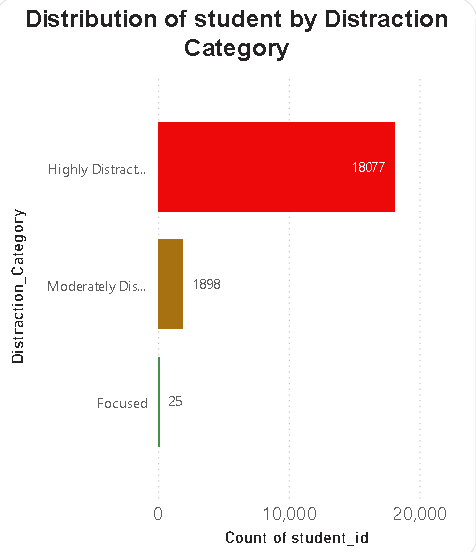 Distribution of student by Distraction
Category
Distraction_Category
Highly Distract...
18077
Moderately Dis...
1898
Focused
25
0
10,000
20,000
Count of student_id